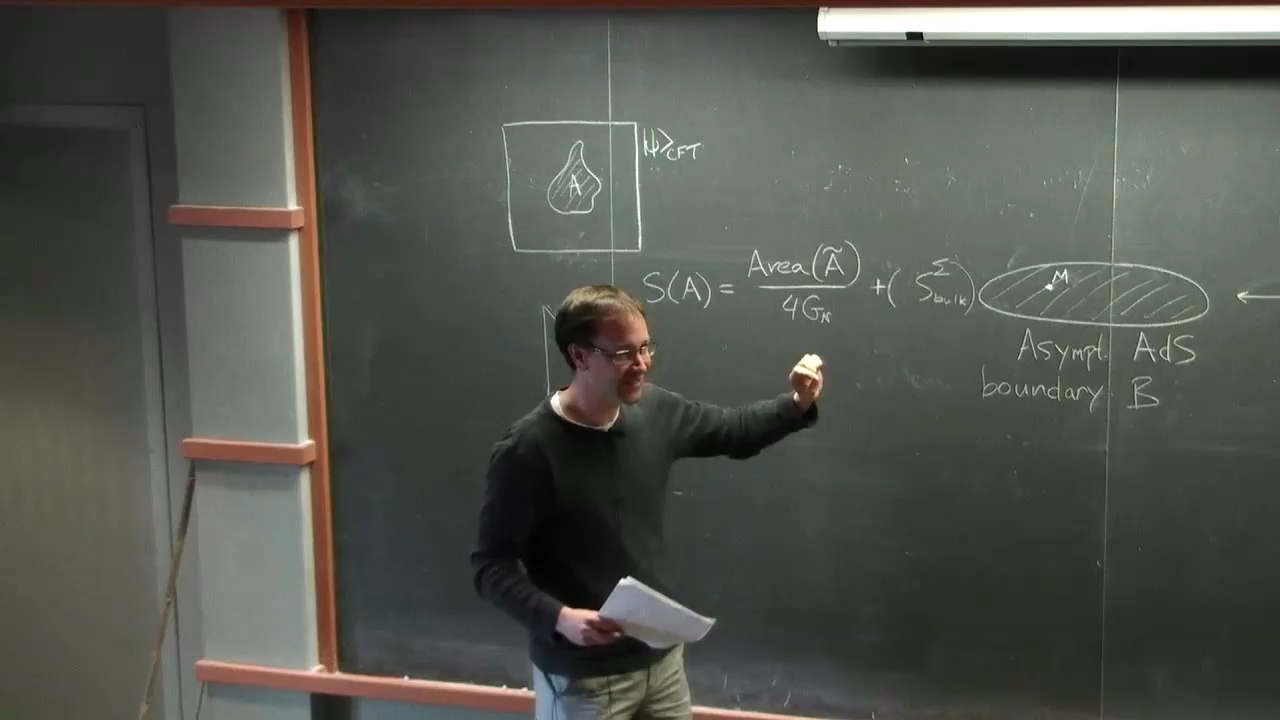 |ψ>CFT
A
S(A) = Area(Ã) / 4G_N + (S^Σ_bulk)
M
Asympt. AdS
boundary B